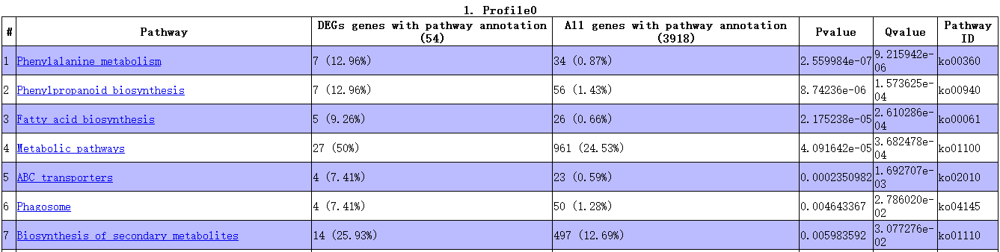 1. Profile0
# Pathway DEGs genes with pathway annotation (54) All genes with pathway annotation (3918) Pvalue Qvalue Pathway ID
1 Phenylalanine metabolism 7 (12.96%) 34 (0.87%) 2.559984e-07 9.215942e-06 ko00360
2 Phenylpropanoid biosynthesis 7 (12.96%) 56 (1.43%) 8.74236e-06 1.573625e-04 ko00940
3 Fatty acid biosynthesis 5 (9.26%) 26 (0.66%) 2.175238e-05 2.610286e-04 ko00061
4 Metabolic pathways 27 (50%) 961 (24.53%) 4.091642e-05 3.682478e-04 ko01100
5 ABC transporters 4 (7.41%) 23 (0.59%) 0.0002350982 1.692707e-03 ko02010
6 Phagosome 4 (7.41%) 50 (1.28%) 0.004643367 2.786020e-02 ko04145
7 Biosynthesis of secondary metabolites 14 (25.93%) 497 (12.69%) 0.005983592 3.077276e-02 ko01110